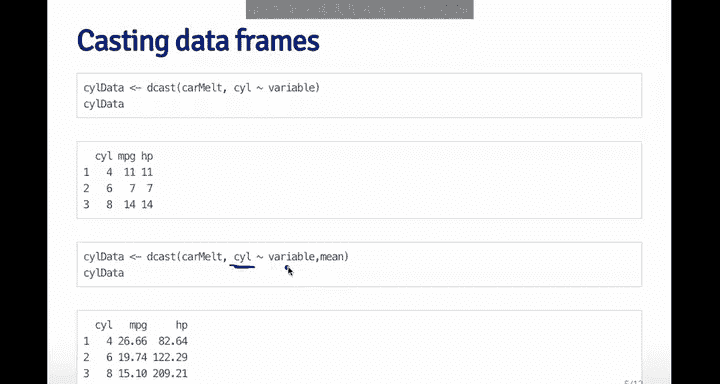 Casting data frames
cylData <- dcast(carMelt, cyl ~ variable)
cylData
cyl mpg hp
1 4 11 11
2 6 7 7
3 8 14 14
cylData <- dcast(carMelt, cyl ~ variable,mean)
cylData
cyl mpg hp
1 4 26.66 82.64
2 6 19.74 122.29
3 8 15.10 209.21